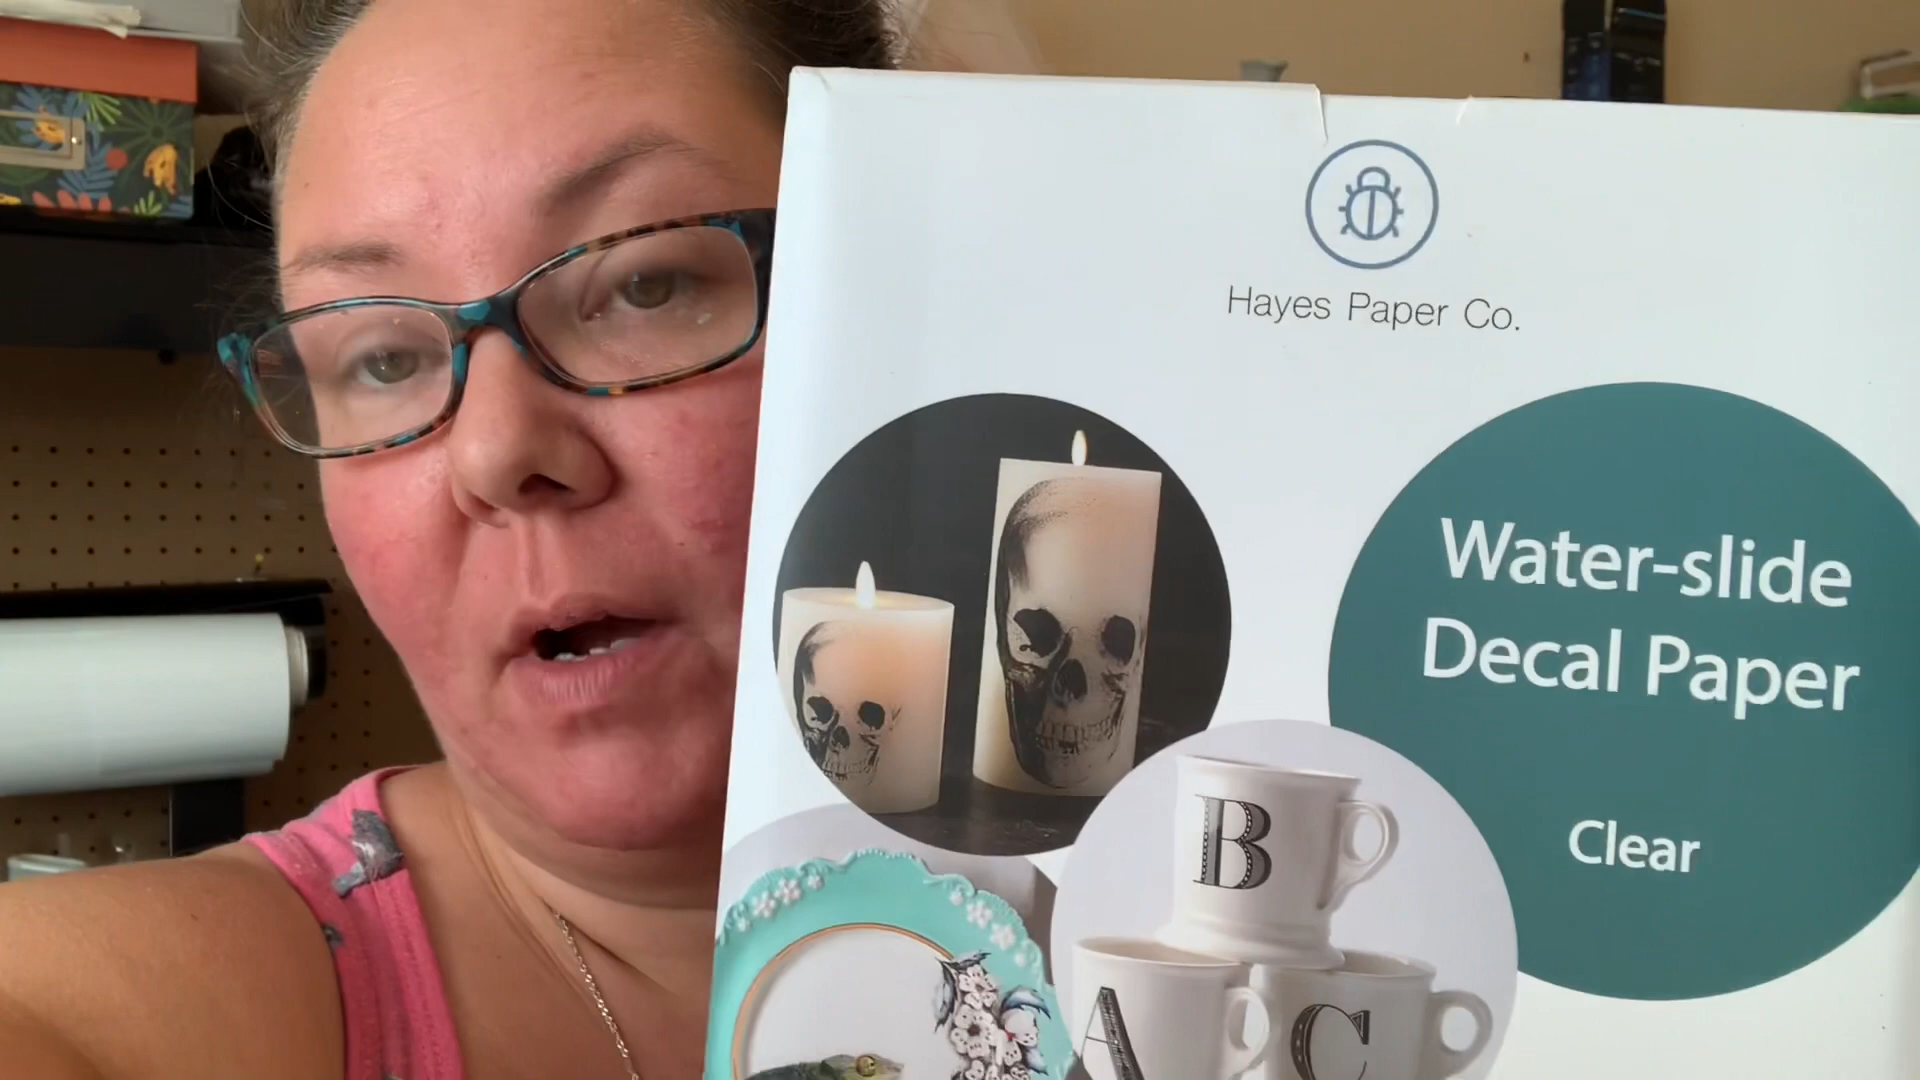 Hayes Paper Co.
Water-slide
Decal Paper
Clear
B
A C